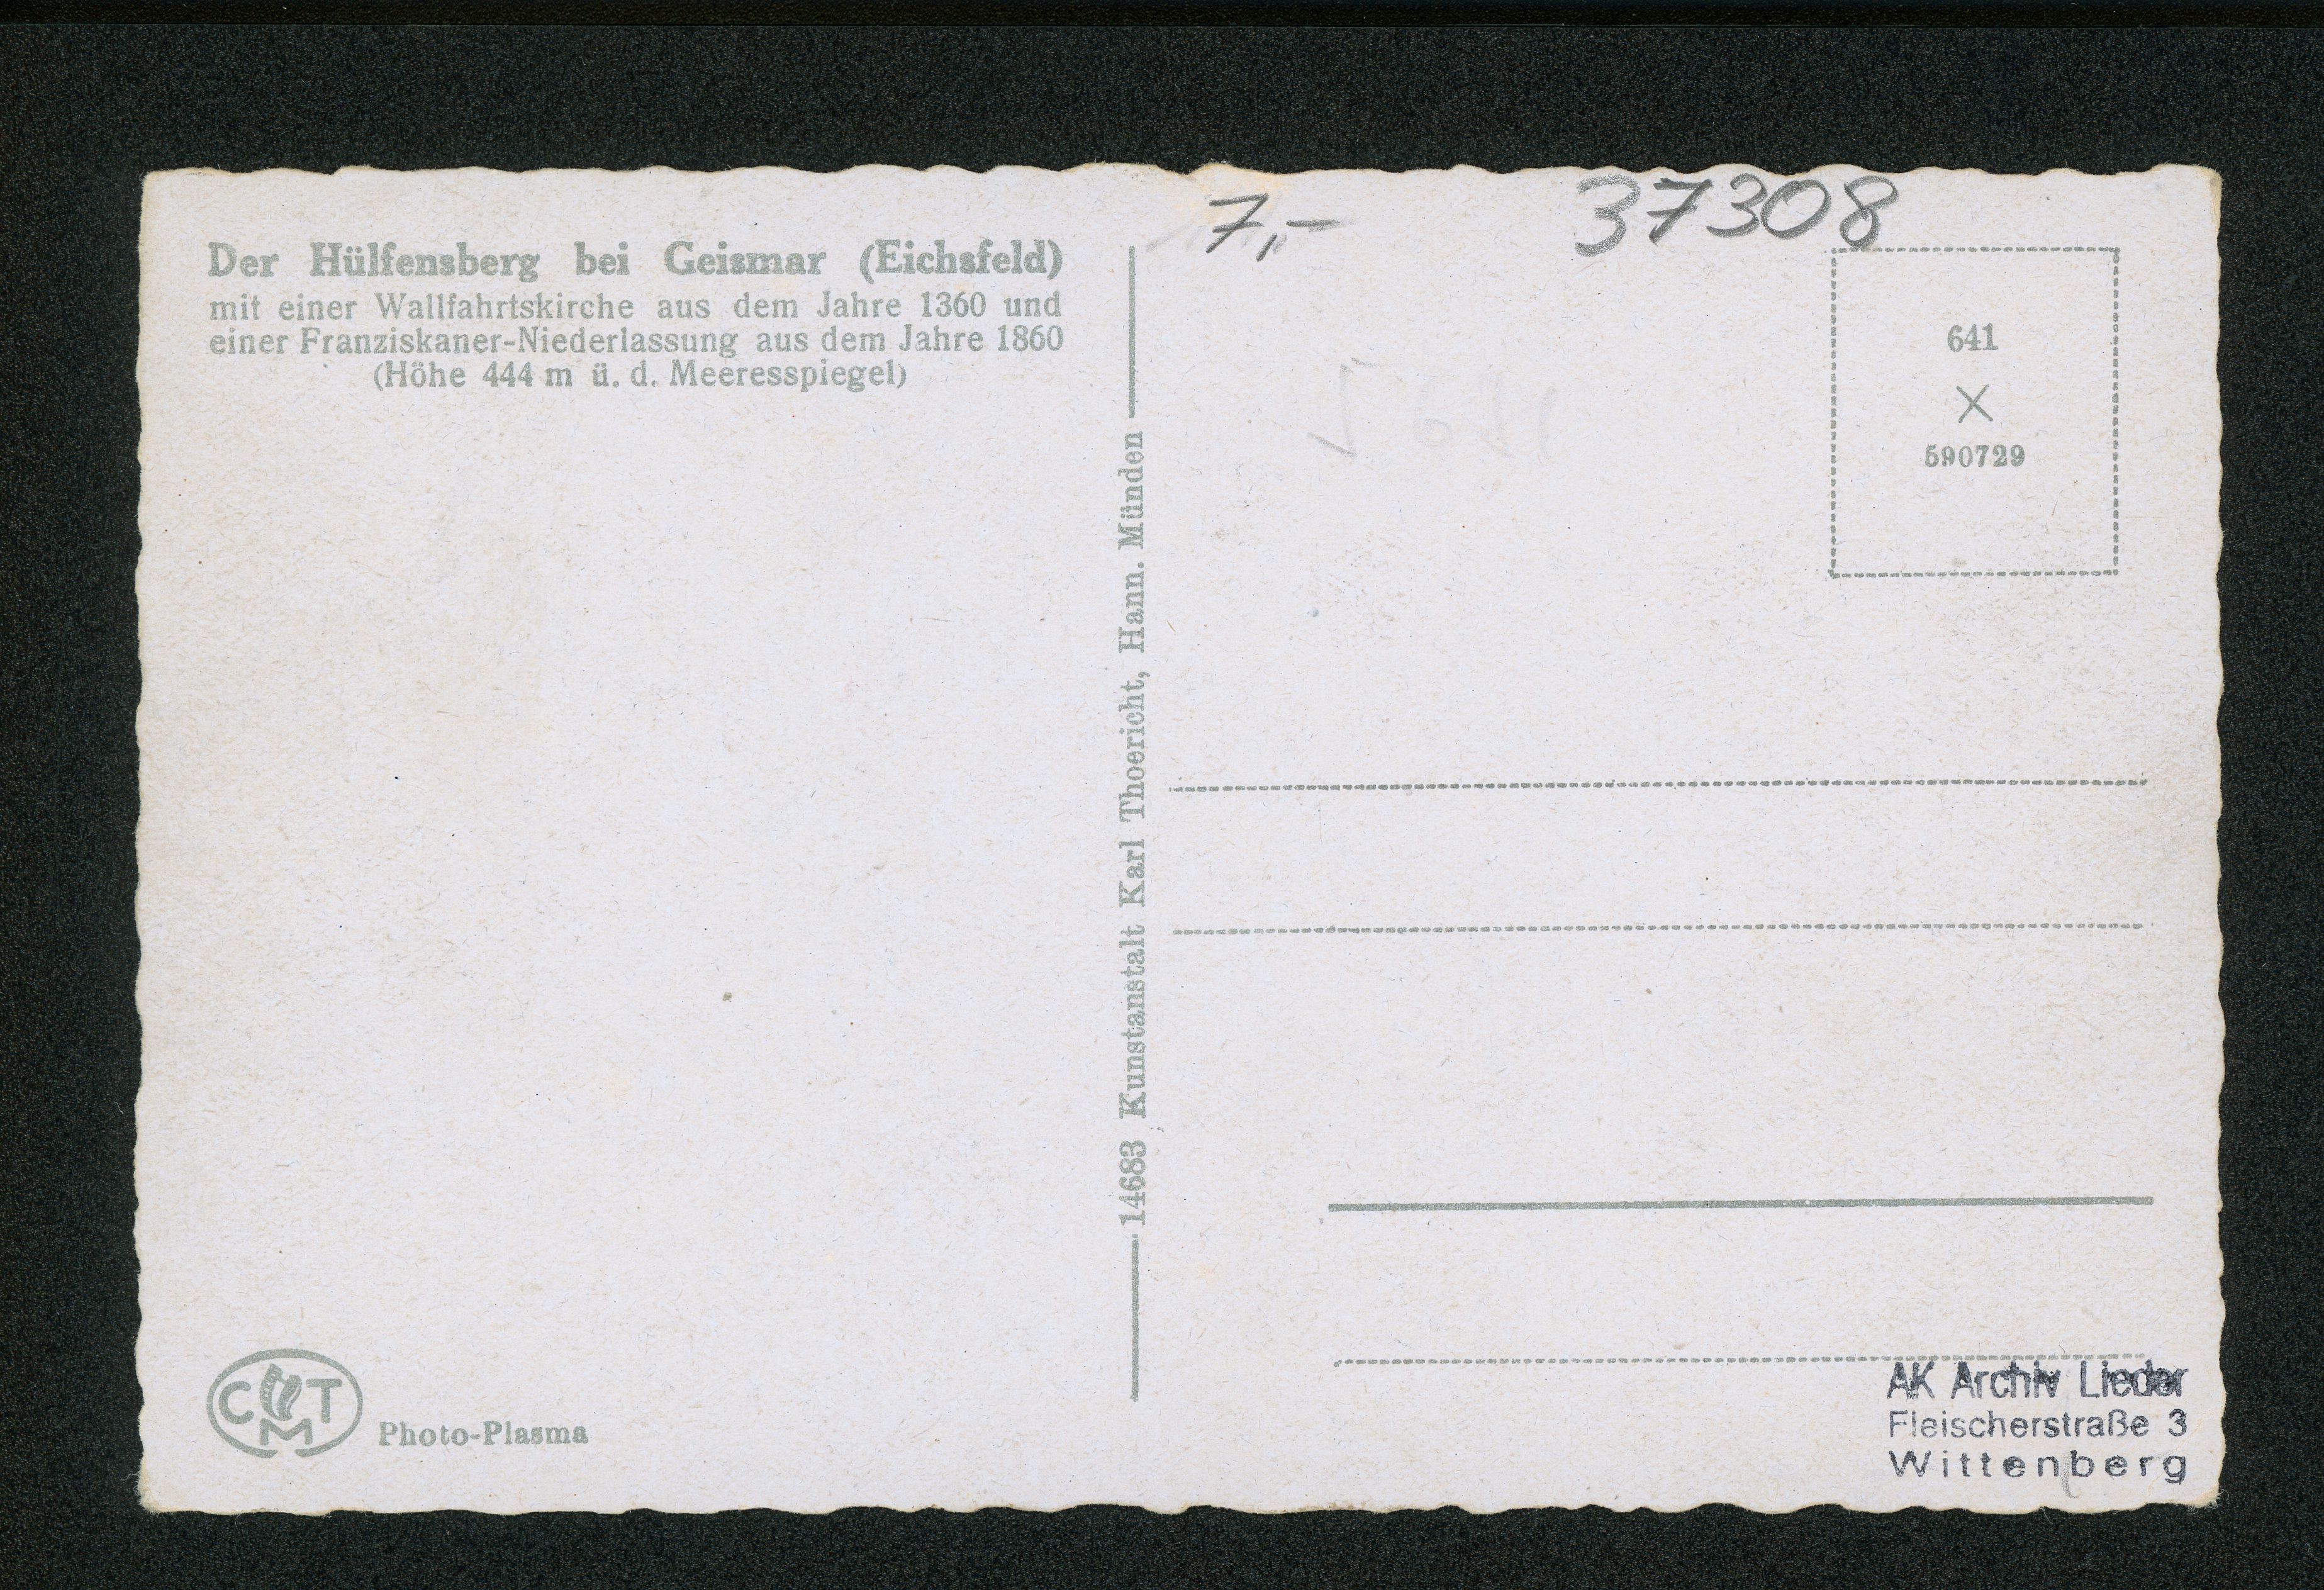 Der Hülfensberg bei Geismar (Eichsfeld)
mit einer Wallfahrtskirche aus dem Jahre 1360 und
einer Franziskaner-Niederlassung aus dem Jahre 1860
(Höhe 444 m ü. d. Meeresspiegel)
14683 Kunstanstalt Karl Thoericht, Hann. Münden
7,-
37308
641
X
590729
C T
M
Photo-Plasma
AK Archiv Lieder
Fleischerstraße 3
Wittenberg